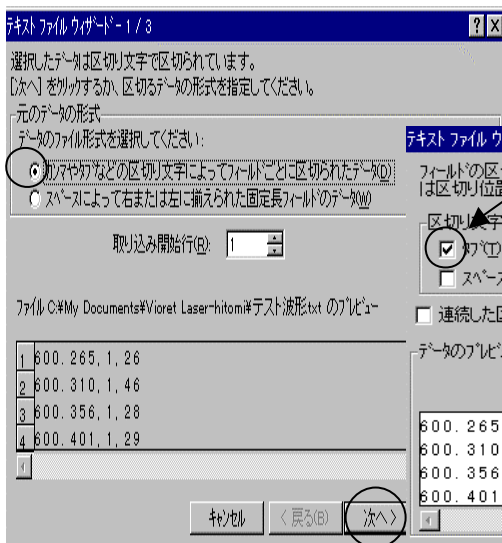 テキスト ファイル ウィザード - 1 / 3
選択したデータは区切り文字で区切られています。
[次へ] をクリックするか、区切るデータの形式を指定してください。
元のデータの形式
データのファイル形式を選択してください:
カンマやタブなどの区切り文字によってフィールドごとに区切られたデータ(D)
スペースによって右または左に揃えられた固定長フィールドのデータ(W)
取り込み開始行(R): 1
ファイル C:¥My Documents¥Vioret Laser-hitomi¥テスト波形txt のプレビュー
1 600.265,1,26
2 600.310,1,46
3 600.356,1,28
4 600.401,1,29
キャンセル
< 戻る(B)
次へ >
テキスト ファイル ウ
フィールドの区
は区切り位置
区切り文字
タブ(T)
スペース
連続した区
データのプレビ
600.265
600.310
600.356
600.401